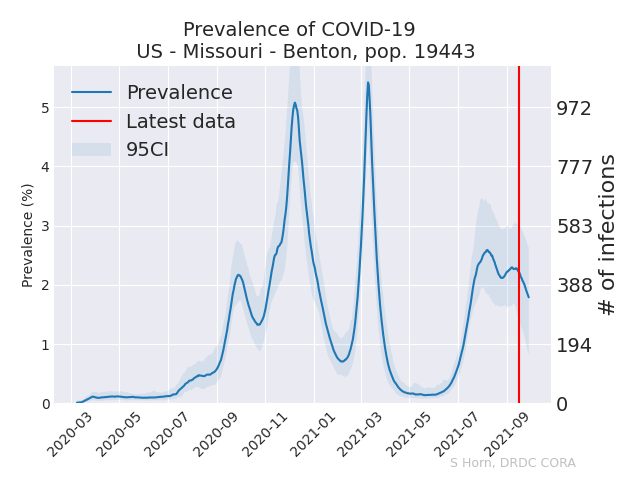 Prevalence of COVID-19
US - Missouri - Benton, pop. 19443
Prevalence
Latest data
95CI
Prevalence (%)
5
4
3
2
1
0
# of infections
972
777
583
388
194
0
2020-03
2020-05
2020-07
2020-09
2020-11
2021-01
2021-03
2021-05
2021-07
2021-09
S Horn, DRDC CORA